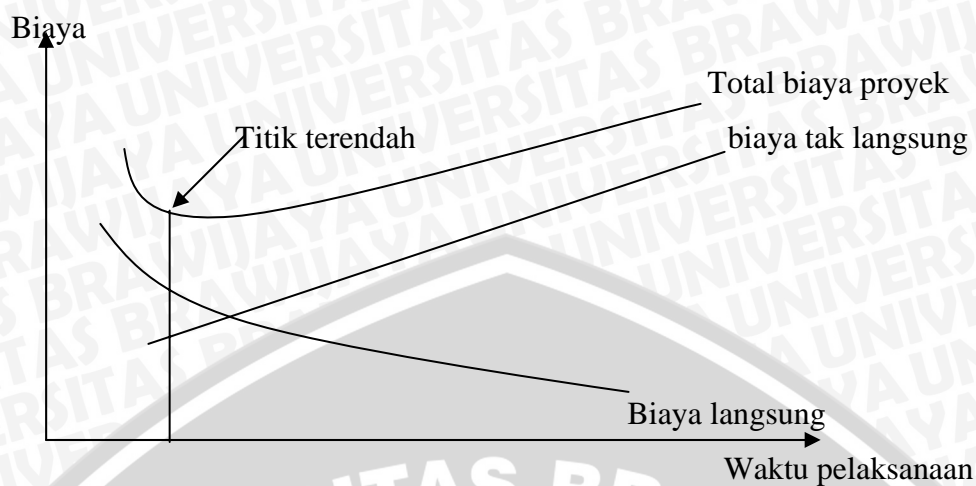 Biaya
Total biaya proyek
Titik terendah
biaya tak langsung
Biaya langsung
Waktu pelaksanaan